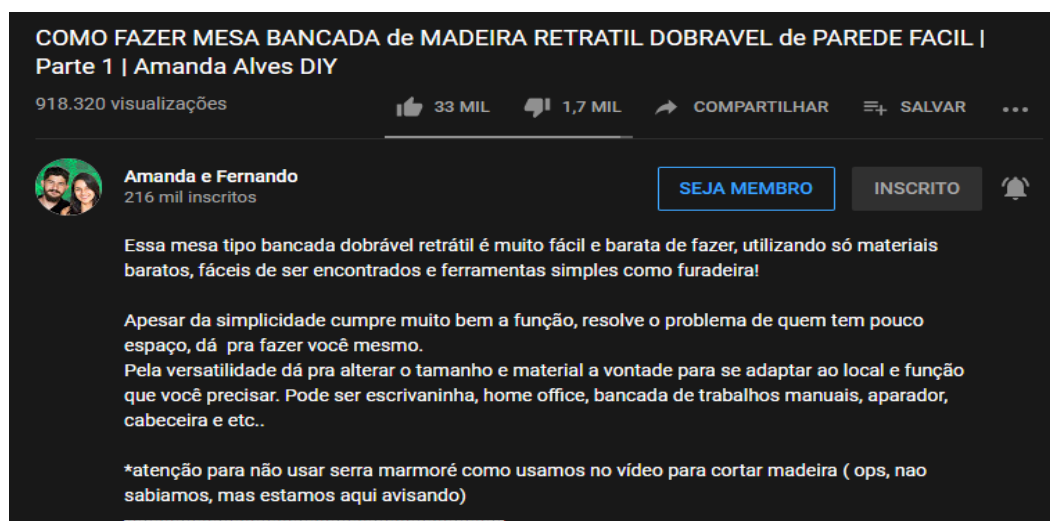 COMO FAZER MESA BANCADA de MADEIRA RETRATIL DOBRAVEL de PAREDE FACIL |
Parte 1 | Amanda Alves DIY
918.320 visualizações 33 MIL 1,7 MIL COMPARTILHAR SALVAR
Amanda e Fernando
216 mil inscritos
SEJA MEMBRO INSCRITO
Essa mesa tipo bancada dobrável retrátil é muito fácil e barata de fazer, utilizando só materiais
baratos, fáceis de ser encontrados e ferramentas simples como furadeira!
Apesar da simplicidade cumpre muito bem a função, resolve o problema de quem tem pouco
espaço, dá pra fazer você mesmo.
Pela versatilidade dá pra alterar o tamanho e material a vontade para se adaptar ao local e função
que você precisar. Pode ser escrivaninha, home office, bancada de trabalhos manuais, aparador,
cabeceira e etc..
*atenção para não usar serra marmoré como usamos no vídeo para cortar madeira ( ops, nao
sabiamos, mas estamos aqui avisando)